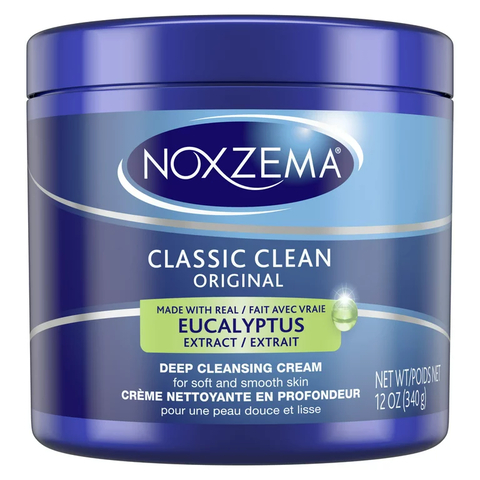 NOXZEMA®
CLASSIC CLEAN
ORIGINAL
MADE WITH REAL / FAIT AVEC VRAIE
EUCALYPTUS
EXTRACT / EXTRAIT
DEEP CLEANSING CREAM
for soft and smooth skin
CRÈME NETTOYANTE EN PROFONDEUR
pour une peau douce et lisse
NET WT/POIDS NET
12 OZ (340g)